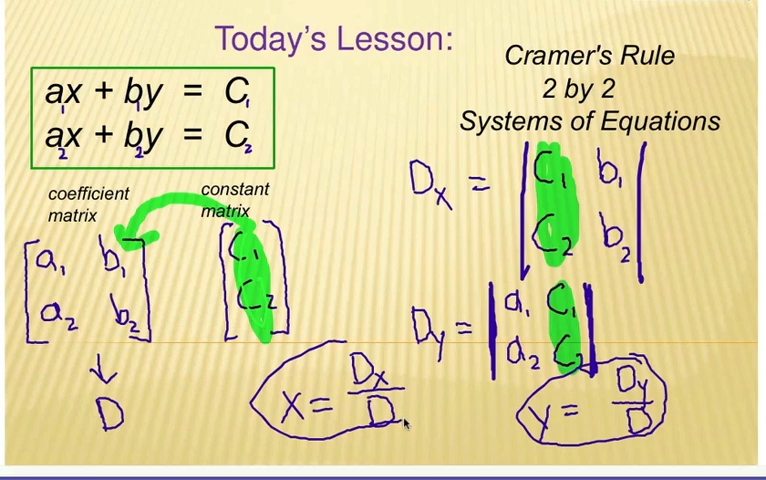 Today's Lesson:
Cramer's Rule
2 by 2
Systems of Equations
a₁x + b₁y = C₁
a₂x + b₂y = C₂
coefficient
matrix
constant
matrix
[a₁ b₁
a₂ b₂]
[C₁
C₂]
↓
D
Dₓ = |C₁ b₁
C₂ b₂|
Dy = |a₁ C₁
a₂ C₂|
x = Dₓ/D
y = Dy/D